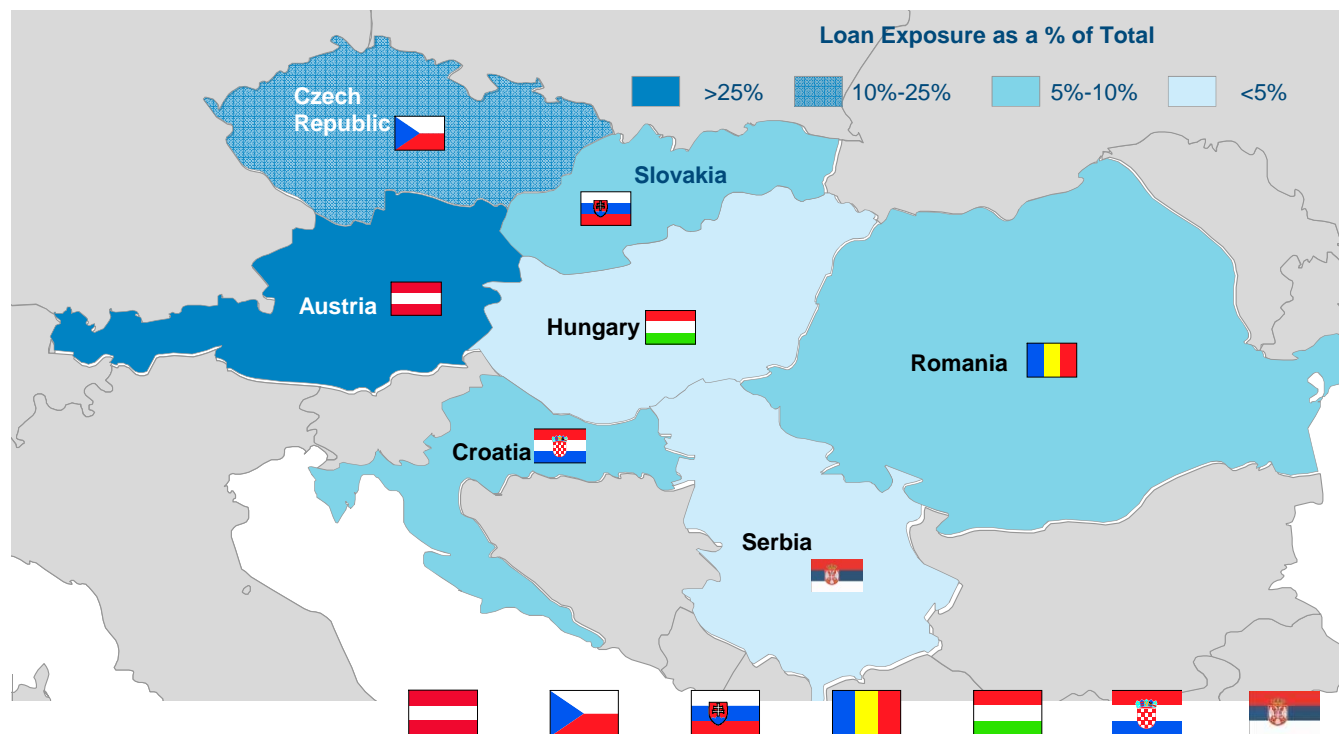 Loan Exposure as a % of Total
>25%
10%-25%
5%-10%
<5%
Czech
Republic
Slovakia
Austria
Hungary
Romania
Croatia
Serbia